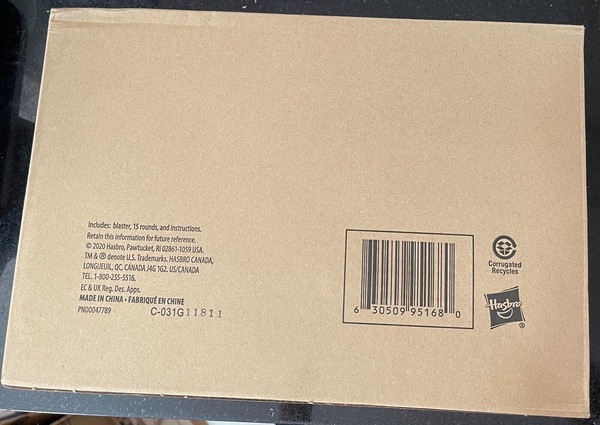 Includes: blaster, 15 rounds, and instructions.
Retain this information for future reference.
© 2020 Hasbro, Pawtucket, RI 02861-1059 USA.
TM & ® denote U.S. Trademarks. HASBRO CANADA,
LONGUEUIL, QC, CANADA J4G 1G2. US/CANADA
TEL. 1-800-255-5516.
EC & UK Reg. Des. Apps.
MADE IN CHINA • FABRIQUÉ EN CHINE
PN00047789
C-031G11811
6 30509 95168 0
Corrugated
Recycles
Hasbro
®